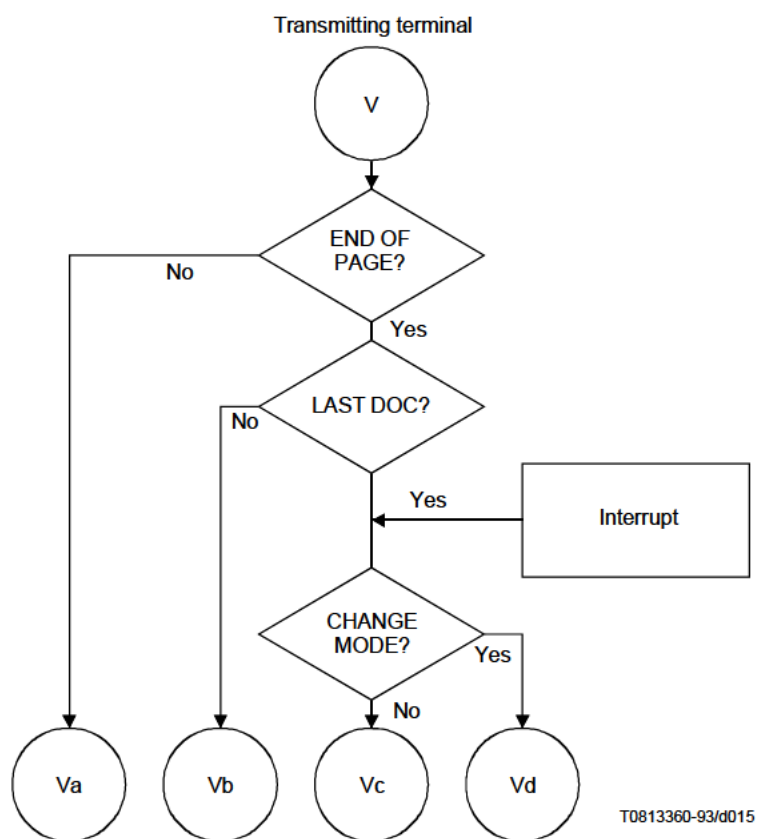 Transmitting terminal
V
END OF
PAGE?
No
Yes
LAST DOC?
No
Yes
Interrupt
CHANGE
MODE?
Yes
No
Va
Vb
Vc
Vd
T0813360-93/d015